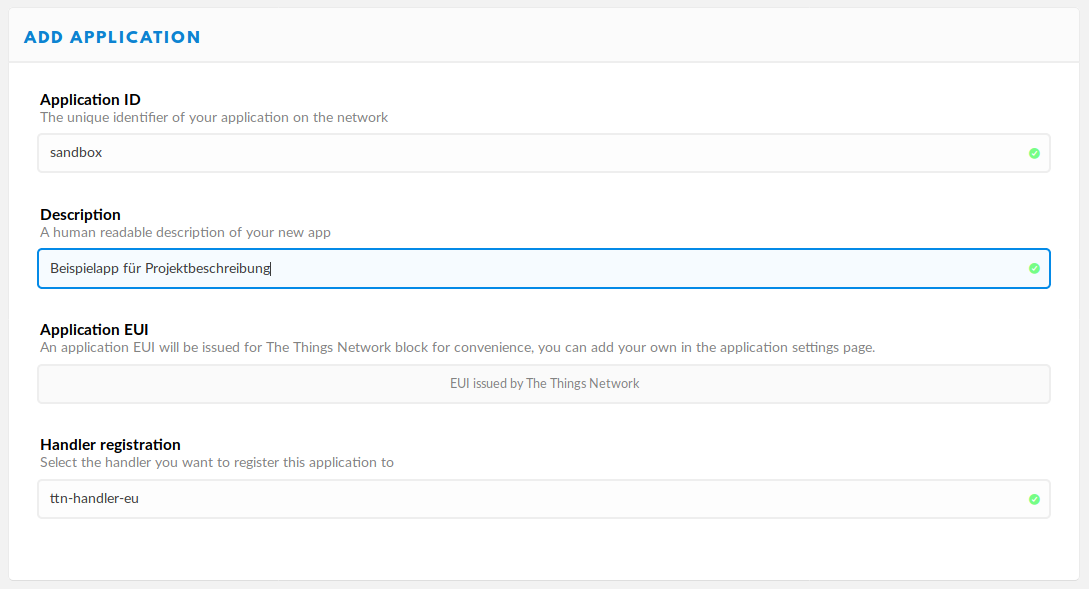 ADD APPLICATION
Application ID
The unique identifier of your application on the network
sandbox
Description
A human readable description of your new app
Beispielapp für Projektbeschreibung
Application EUI
An application EUI will be issued for The Things Network block for convenience, you can add your own in the application settings page.
EUI issued by The Things Network
Handler registration
Select the handler you want to register this application to
ttn-handler-eu